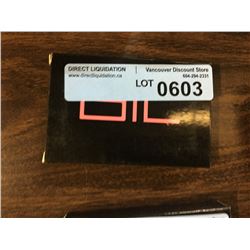 DIRECT LIQUIDATION
www.directliquidation.ca
Vancouver Discount Store
604-294-2331
LOT 0603